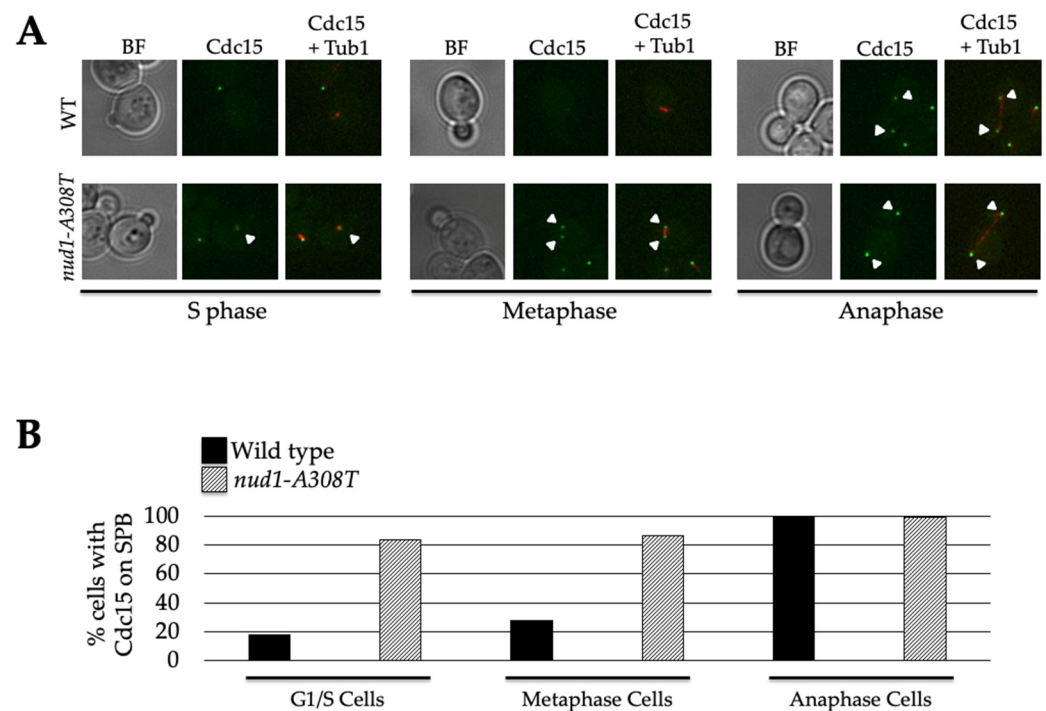 A
BF Cdc15 Cdc15 + Tub1 BF Cdc15 Cdc15 + Tub1 BF Cdc15 Cdc15 + Tub1
WT
nud1-A308T
S phase Metaphase Anaphase
B
Wild type
nud1-A308T
% cells with
Cdc15 on SPB
100
80
60
40
20
0
G1/S Cells Metaphase Cells Anaphase Cells